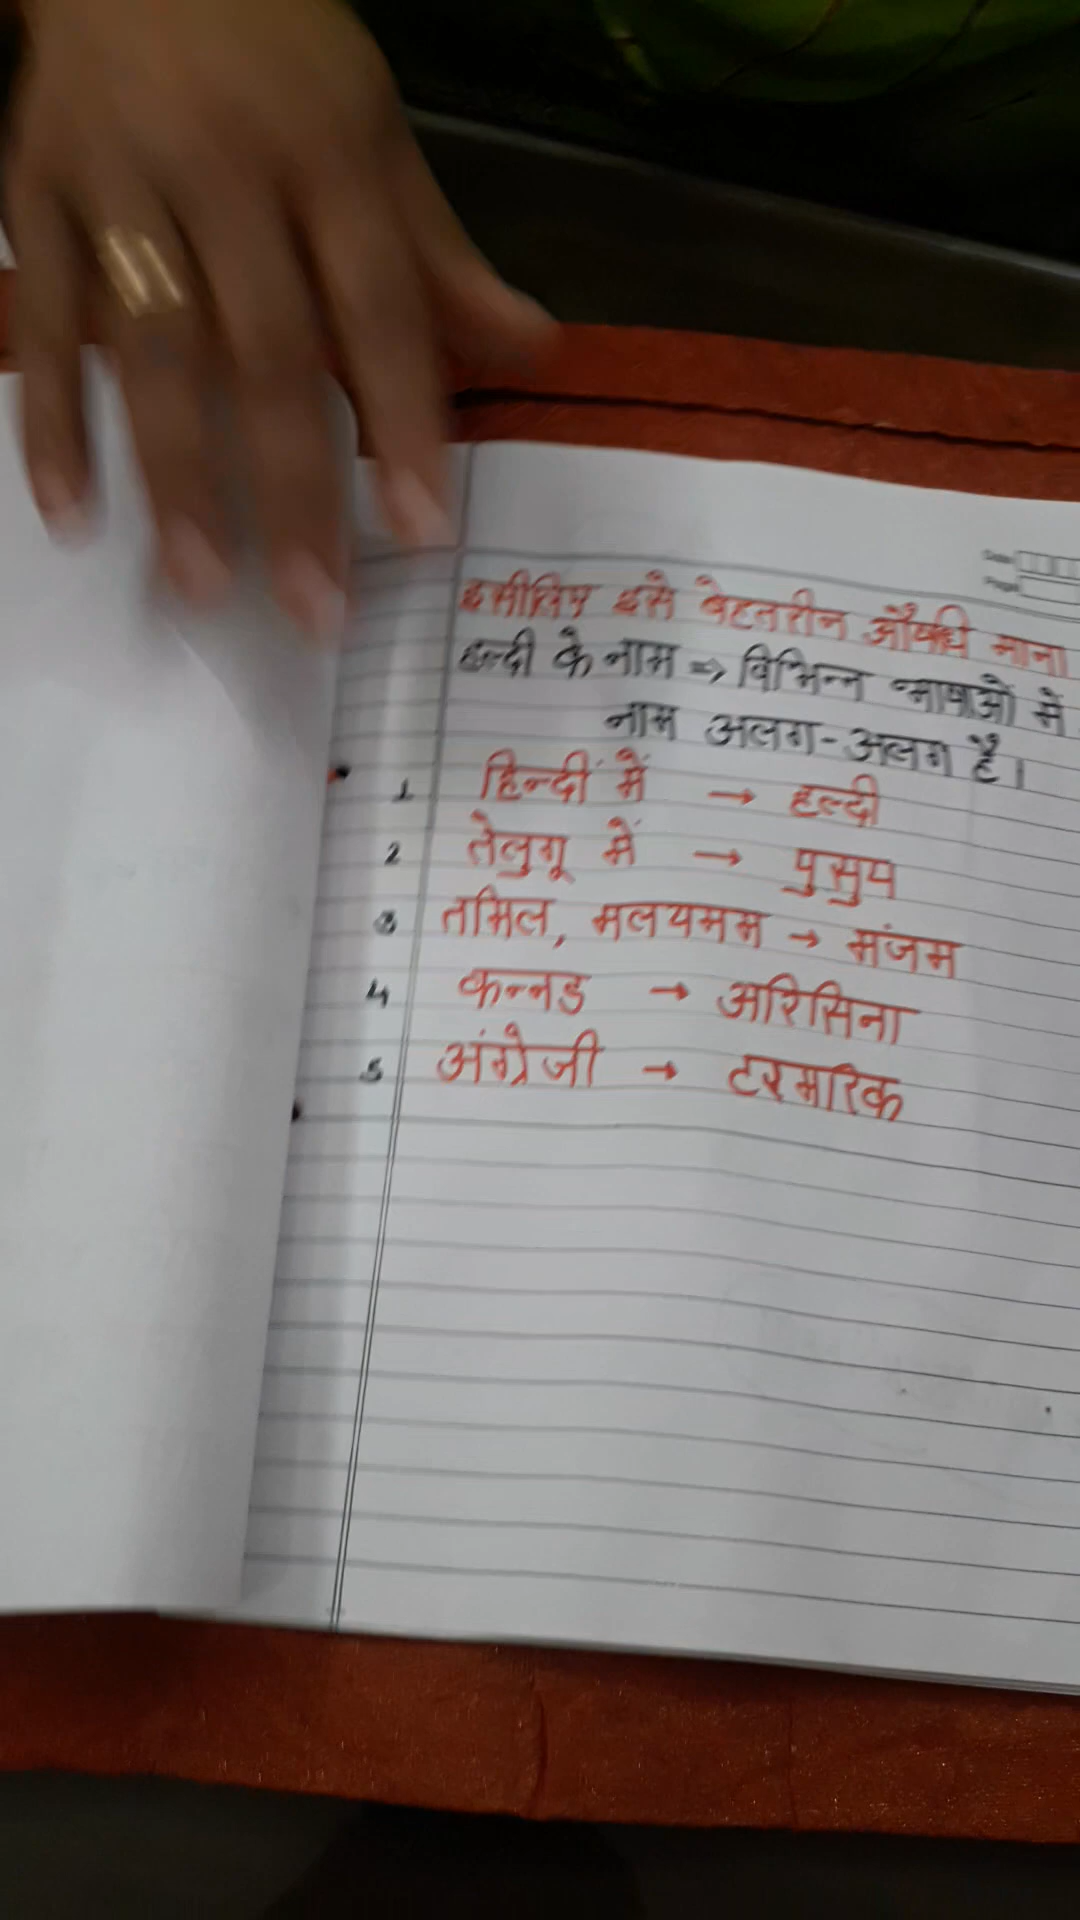 इसीलिए इसे बेहतरीन औषधि माना
हल्दी के नाम => विभिन्न भाषाओं में
नाम अलग-अलग है।
1 हिन्दी में → हल्दी
2 तेलुगू में → पुसुप
3 तमिल, मलयमम → मंजम
4 कन्नड → अरिसिना
5 अंग्रेजी → टरमरिक